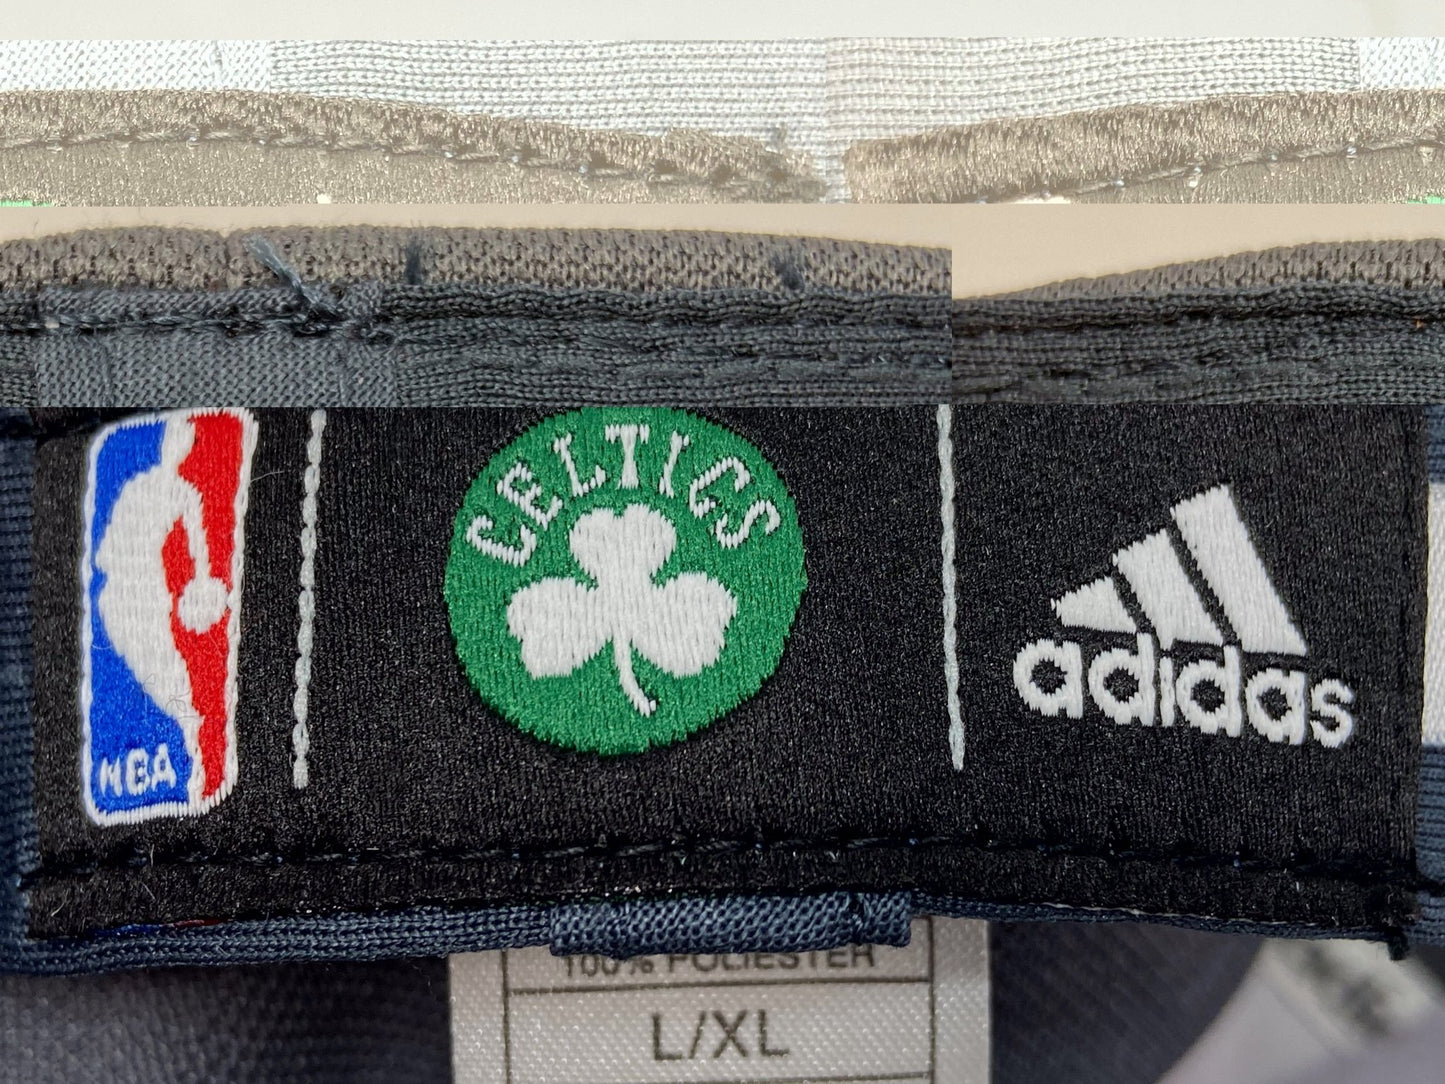 CELTICS
NBA
adidas
100% POLIESTER
L/XL